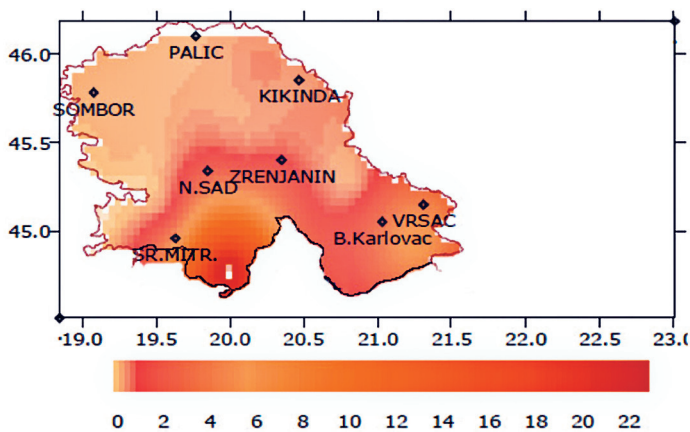 46.0
PALIC
KIKINDA
SOMBOR
45.5
ZRENJANIN
N.SAD
45.0
VRSAC
B.Karlovac
SR.MITR.
19.0 19.5 20.0 20.5 21.0 21.5 22.0 22.5 23.0
0 2 4 6 8 10 12 14 16 18 20 22